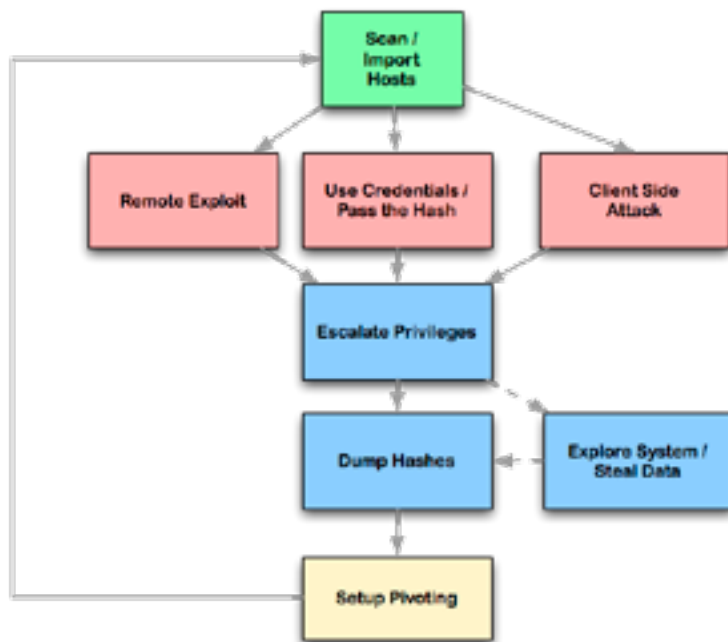 Scan /
Import
Hosts
Remote Exploit
Use Credentials /
Pass the Hash
Client Side
Attack
Escalate Privileges
Dump Hashes
Explore System /
Steal Data
Setup Pivoting